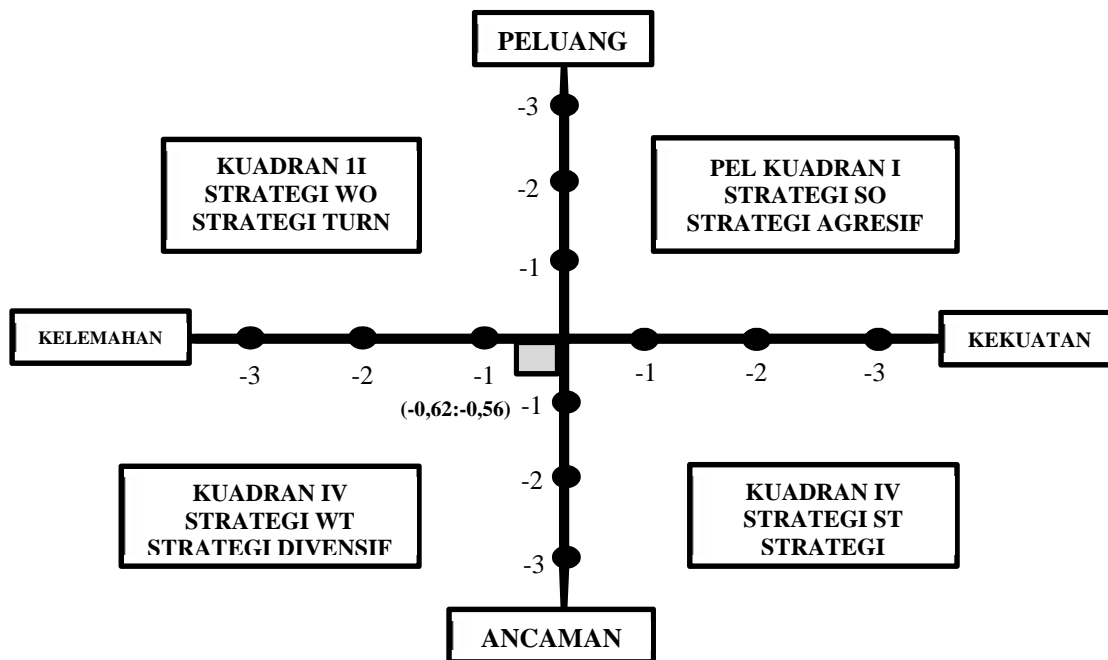 PELUANG
-3
KUADRAN 1I
STRATEGI WO
STRATEGI TURN
PEL KUADRAN I
STRATEGI SO
STRATEGI AGRESIF
-2
-1
KELEMAHAN
KEKUATAN
-3
-2
-1
-1
-2
-3
(-0,62:-0,56)
-1
KUADRAN IV
STRATEGI WT
STRATEGI DIVENSIF
-2
KUADRAN IV
STRATEGI ST
STRATEGI
-3
ANCAMAN